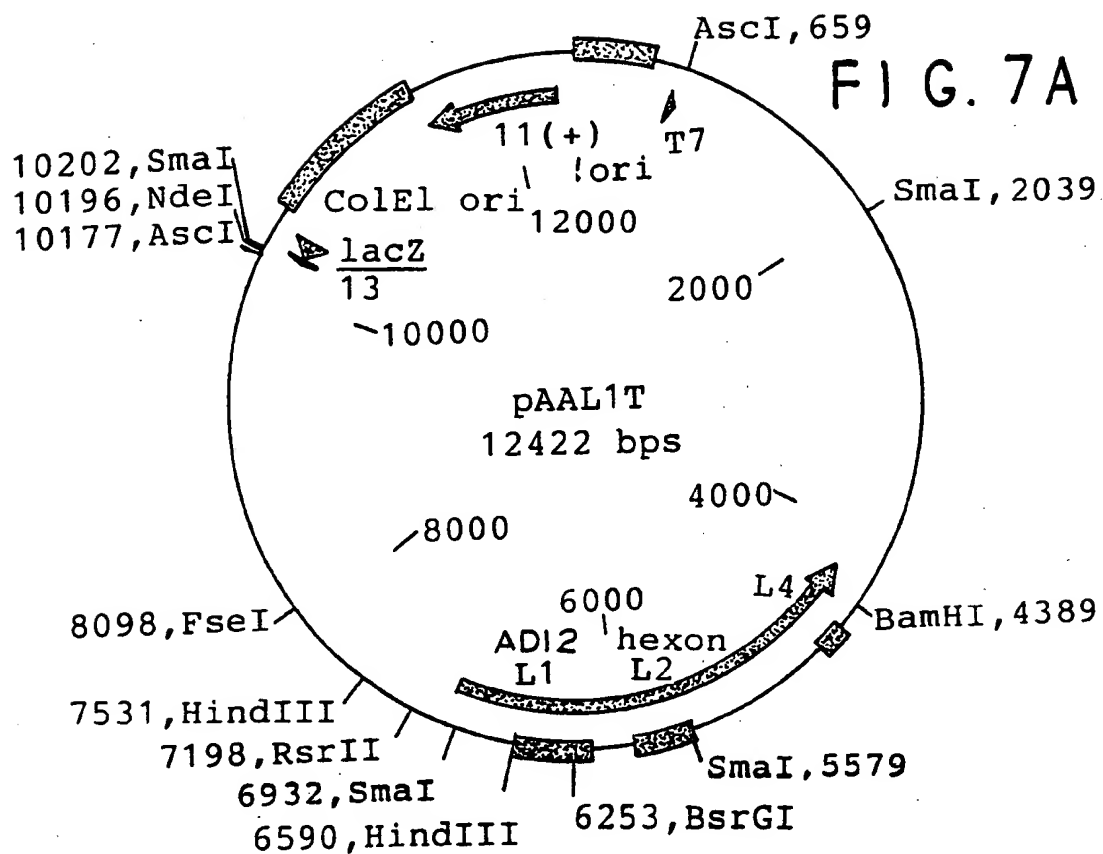 AscI,659
FIG. 7A
T7
11(+)
!ori
ColEl ori
12000
10202,SmaI
10196,NdeI
10177,AscI
lacZ
13
SmaI,2039
2000
10000
pAAL1T
12422 bps
4000
8000
L4
6000
BamHI,4389
8098,FseI
AD12 hexon
L1
L2
7531,HindIII
7198,RsrII
SmaI,5579
6932,SmaI
6253,BsrGI
6590,HindIII